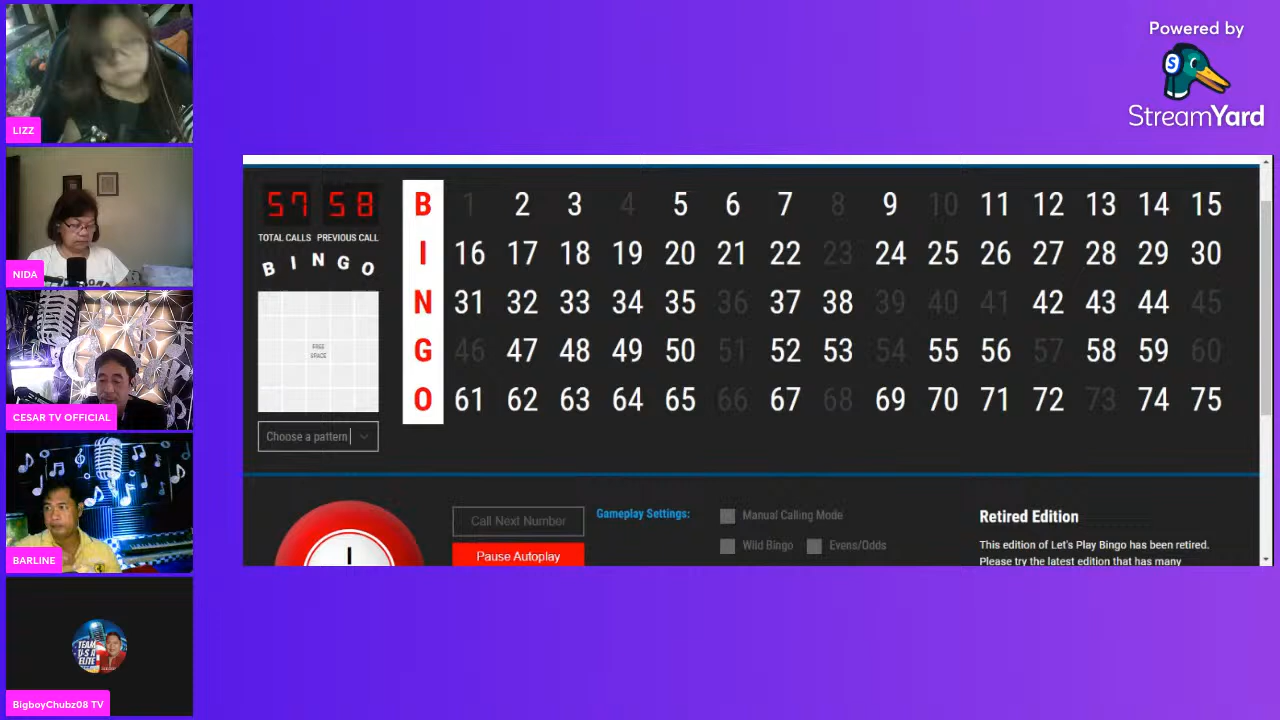 Powered by
StreamYard
LIZZ
NIDA
CESAR TV OFFICIAL
BARLINE
TEAM
U·S·A
ELITE
BigboyChubz08 TV
57 58
TOTAL CALLS PREVIOUS CALL
B I N G O
FREE
SPACE
Choose a pattern
B 1 2 3 4 5 6 7 8 9 10 11 12 13 14 15
I 16 17 18 19 20 21 22 23 24 25 26 27 28 29 30
N 31 32 33 34 35 36 37 38 39 40 41 42 43 44 45
G 46 47 48 49 50 51 52 53 54 55 56 57 58 59 60
O 61 62 63 64 65 66 67 68 69 70 71 72 73 74 75
I
Call Next Number
Pause Autoplay
Gameplay Settings:
Manual Calling Mode
Wild Bingo Evens/Odds
Retired Edition
This edition of Let's Play Bingo has been retired.
Please try the latest edition that has many